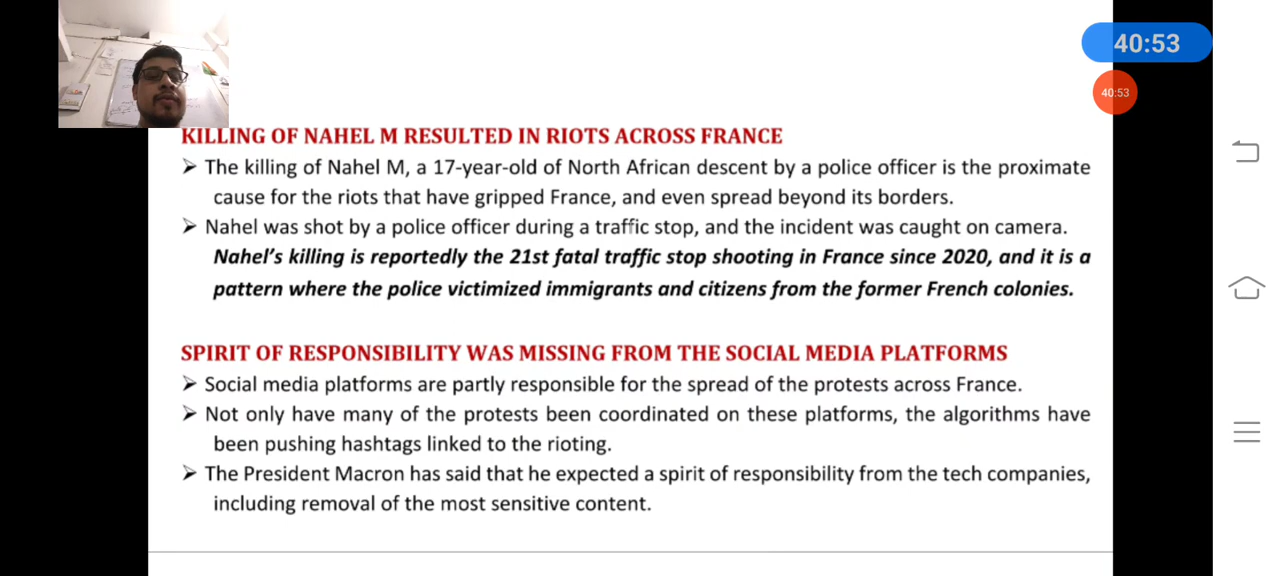 40:53
40:53
KILLING OF NAHEL M RESULTED IN RIOTS ACROSS FRANCE
➢ The killing of Nahel M, a 17-year-old of North African descent by a police officer is the proximate
cause for the riots that have gripped France, and even spread beyond its borders.
➢ Nahel was shot by a police officer during a traffic stop, and the incident was caught on camera.
Nahel's killing is reportedly the 21st fatal traffic stop shooting in France since 2020, and it is a
pattern where the police victimized immigrants and citizens from the former French colonies.
SPIRIT OF RESPONSIBILITY WAS MISSING FROM THE SOCIAL MEDIA PLATFORMS
➢ Social media platforms are partly responsible for the spread of the protests across France.
➢ Not only have many of the protests been coordinated on these platforms, the algorithms have
been pushing hashtags linked to the rioting.
➢ The President Macron has said that he expected a spirit of responsibility from the tech companies,
including removal of the most sensitive content.